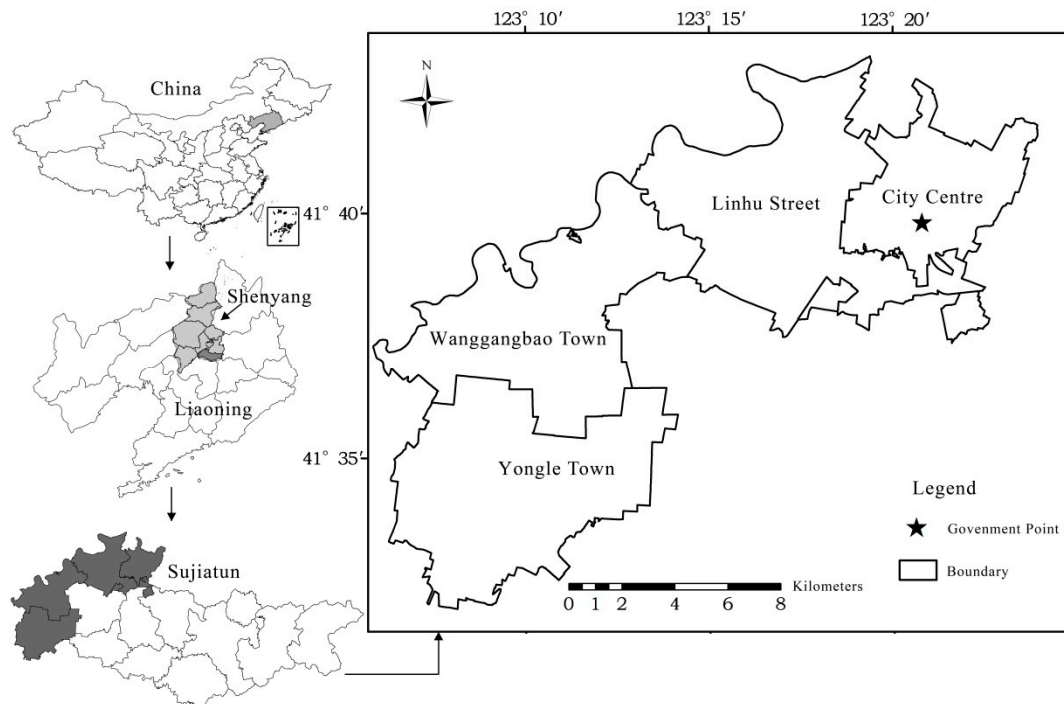 China
Shenyang
Liaoning
Sujiatun
123° 10′
123° 15′
123° 20′
41° 40′
41° 35′
N
Linhu Street
City Centre
Wanggangbao Town
Yongle Town
Legend
Govenment Point
Boundary
Kilometers
0 1 2 4 6 8